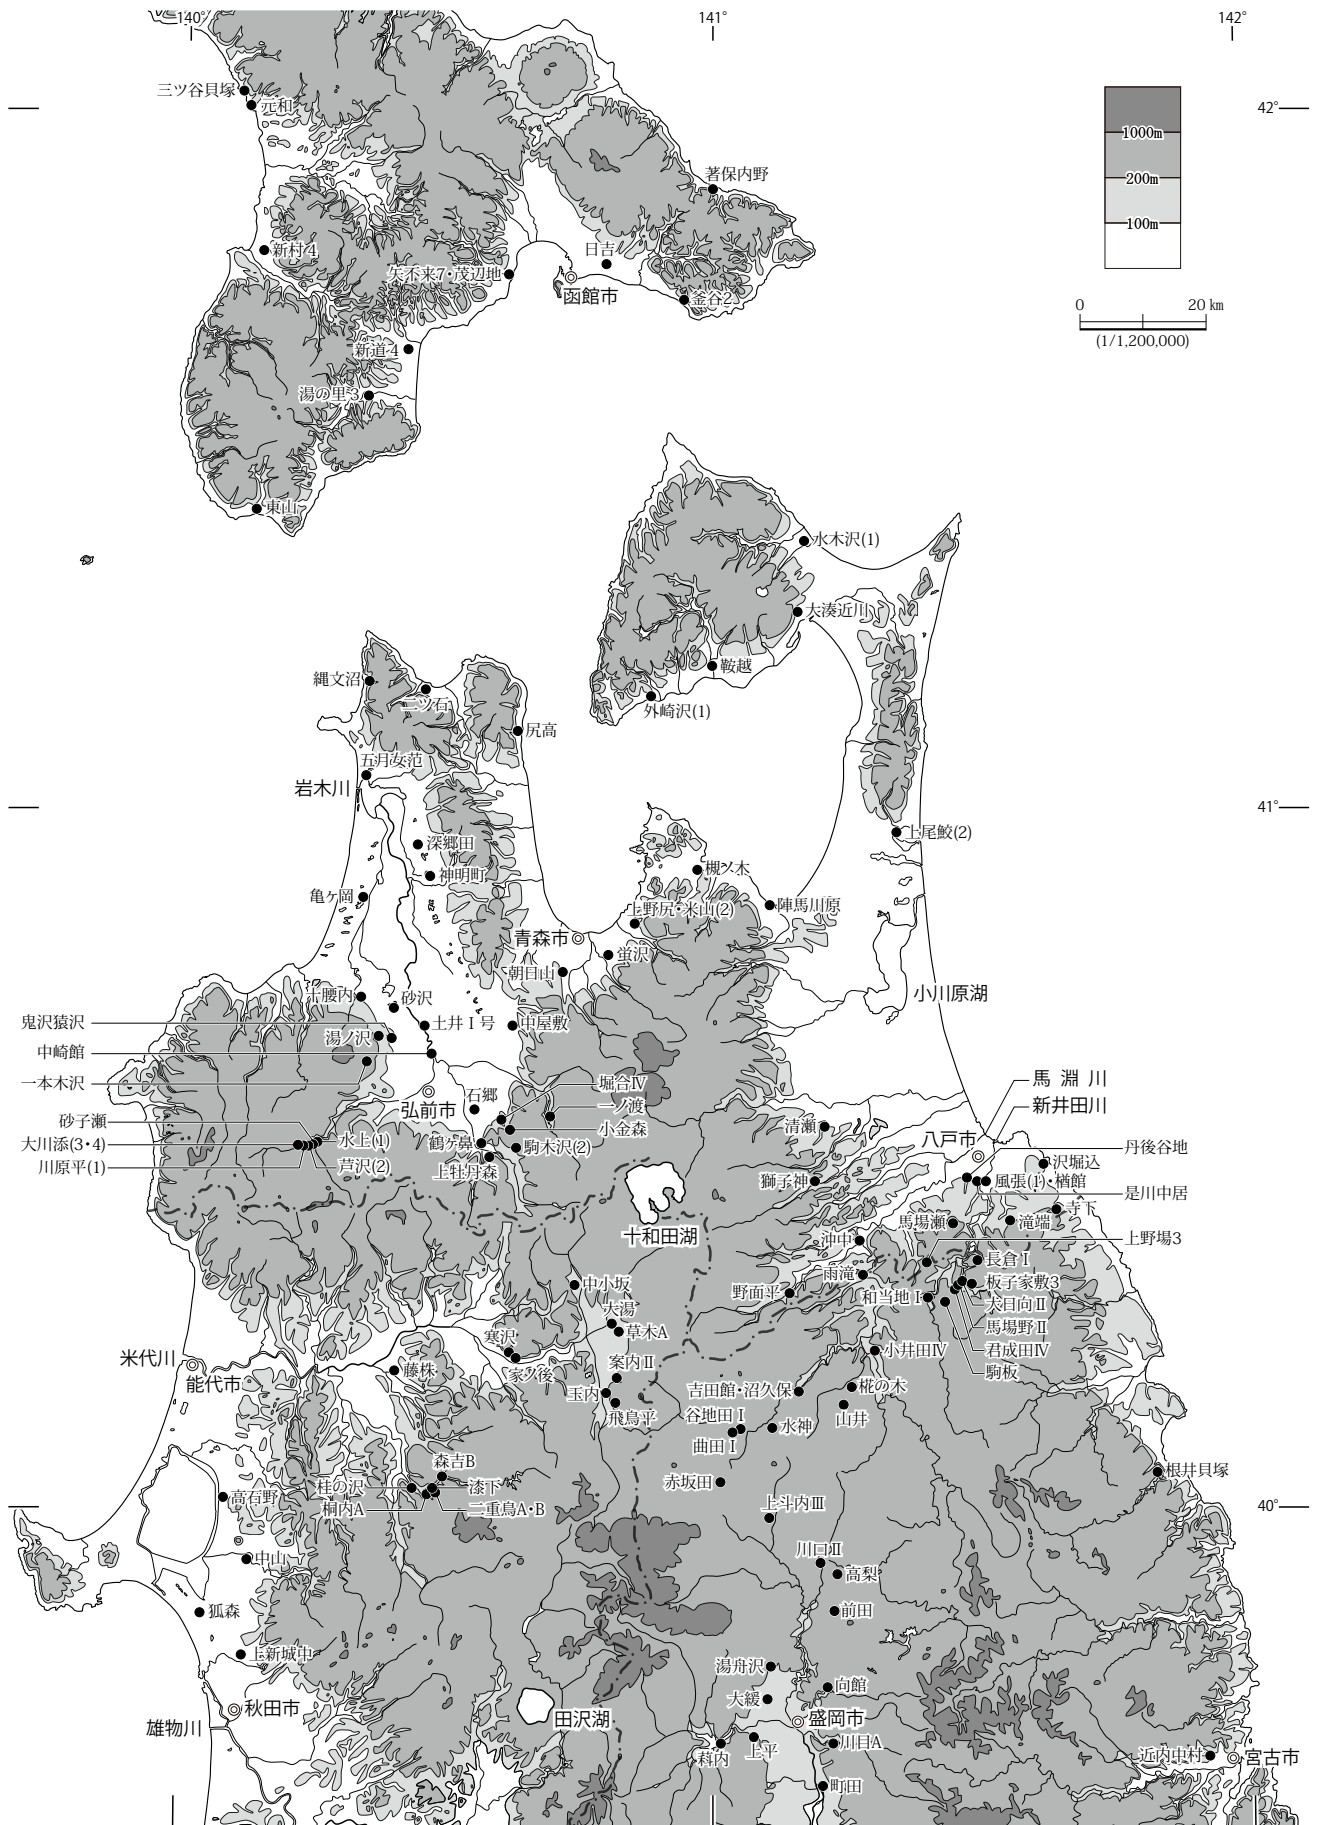 140°
141°
142°
三ツ谷貝塚
元和
42°
1000m
200m
100m
著保内野
新村4
日吉
矢不来7・茂辺地
函館市
釜谷2
0 20 km
(1/1,200,000)
新道4
湯の里3
東山
水木沢(1)
大湊近川
鞍越
外崎沢(1)
縄文沼
二ツ石
尻高
五月女萢
岩木川
41°
上尾鮫(2)
深郷田
神明町
槻ノ木
亀ヶ岡
陣馬川原
上野尻・米山(2)
青森市
蛍沢
朝日山
小川原湖
十腰内
砂沢
鬼沢猿沢
土井Ⅰ号
中屋敷
湯ノ沢
中崎館
一本木沢
馬淵川
弘前市
石郷
堀合Ⅳ
一ノ渡
新井田川
砂子瀬
小金森
清瀬
八戸市
水上(1)
大川添(3・4)
鶴ヶ鼻
駒木沢(2)
丹後谷地
沢堀込
川原平(1)
芦沢(2)
上牡丹森
獅子神
風張(1)・楢館
是川中居
寺下
馬場瀬
滝端
十和田湖
沖中
上野場3
長倉Ⅰ
雨滝
中小坂
野面平
和当地Ⅰ
板子家敷3
大日向Ⅱ
大湯
草木A
馬場野Ⅱ
寒沢
君成田Ⅳ
小井田Ⅳ
米代川
能代市
藤株
家ノ後
案内Ⅱ
駒板
玉内
吉田館・沼久保
椛の木
飛鳥平
谷地田Ⅰ
水神
山井
曲田Ⅰ
森吉B
赤坂田
根井貝塚
桂の沢
漆下
高石野
桐内A
二重鳥A・B
上斗内Ⅲ
40°
中山
川口Ⅱ
高梨
狐森
前田
上新城中
湯舟沢
向館
大緩
秋田市
田沢湖
盛岡市
雄物川
川目A
萪内
上平
近内中村
宮古市
町田